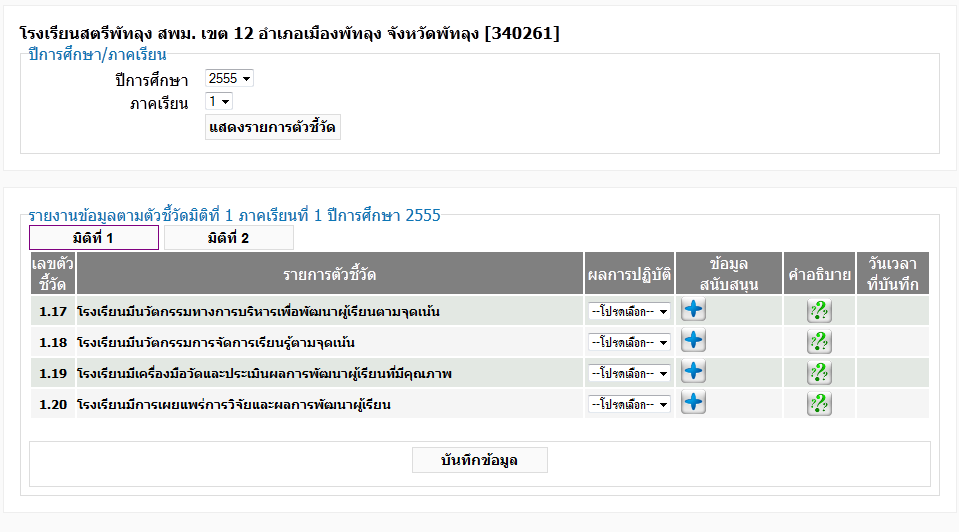 โรงเรียนสตรีพัทลุง สพม. เขต 12 อำเภอเมืองพัทลุง จังหวัดพัทลุง [340261]
ปีการศึกษา/ภาคเรียน
ปีการศึกษา 2555
ภาคเรียน 1
แสดงรายการตัวชี้วัด
รายงานข้อมูลตามตัวชี้วัดมิติที่ 1 ภาคเรียนที่ 1 ปีการศึกษา 2555
มิติที่ 1 มิติที่ 2
เลขตัวชี้วัด รายการตัวชี้วัด ผลการปฏิบัติ ข้อมูลสนับสนุน คำอธิบาย วันเวลาที่บันทึก
1.17 โรงเรียนมีนวัตกรรมทางการบริหารเพื่อพัฒนาผู้เรียนตามจุดเน้น --โปรดเลือก-- ???
1.18 โรงเรียนมีนวัตกรรมการจัดการเรียนรู้ตามจุดเน้น --โปรดเลือก-- ???
1.19 โรงเรียนมีเครื่องมือวัดและประเมินผลการพัฒนาผู้เรียนที่มีคุณภาพ --โปรดเลือก-- ???
1.20 โรงเรียนมีการเผยแพร่การวิจัยและผลการพัฒนาผู้เรียน --โปรดเลือก-- ???
บันทึกข้อมูล